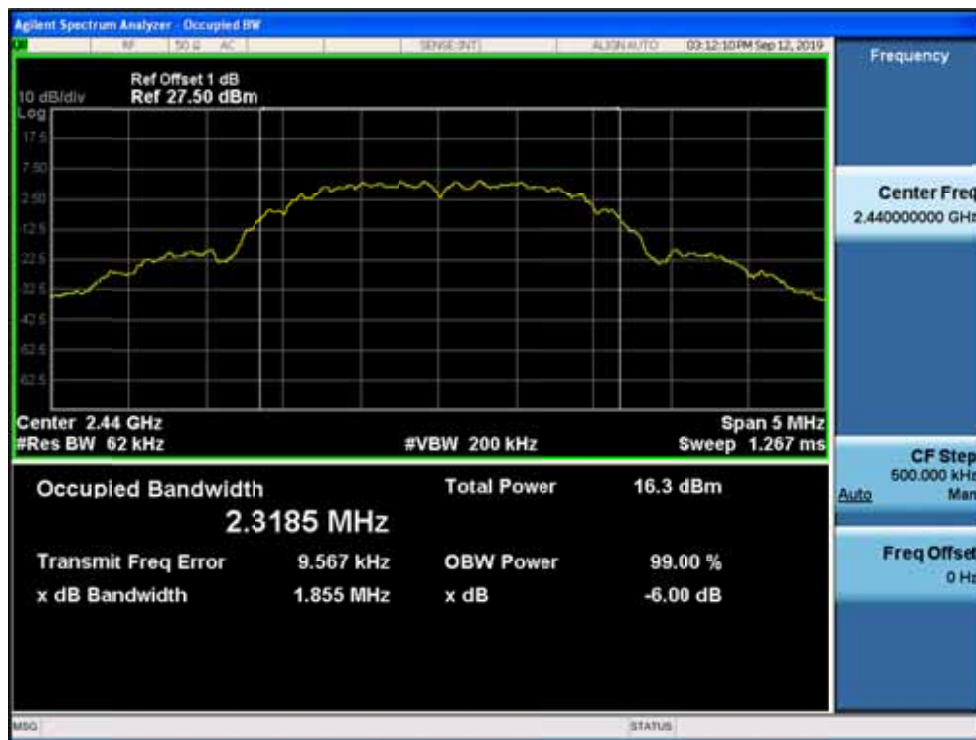 Agilent Spectrum Analyzer - Occupied BW
RF 50 Ω AC SENSE:INT ALIGN AUTO 03:12:10 PM Sep 12, 2019
Frequency
Ref Offset 1 dB
10 dB/div Ref 27.50 dBm
Log
17.5
7.50
-2.50
-12.5
-22.5
-32.5
-42.5
-52.5
-62.5
Center 2.44 GHz Span 5 MHz
#Res BW 62 kHz #VBW 200 kHz Sweep 1.267 ms
Occupied Bandwidth Total Power 16.3 dBm
2.3185 MHz
Transmit Freq Error 9.567 kHz OBW Power 99.00 %
x dB Bandwidth 1.855 MHz x dB -6.00 dB
Center Freq
2.440000000 GHz
CF Step
500.000 kHz
Auto Man
Freq Offset
0 Hz
MSG STATUS